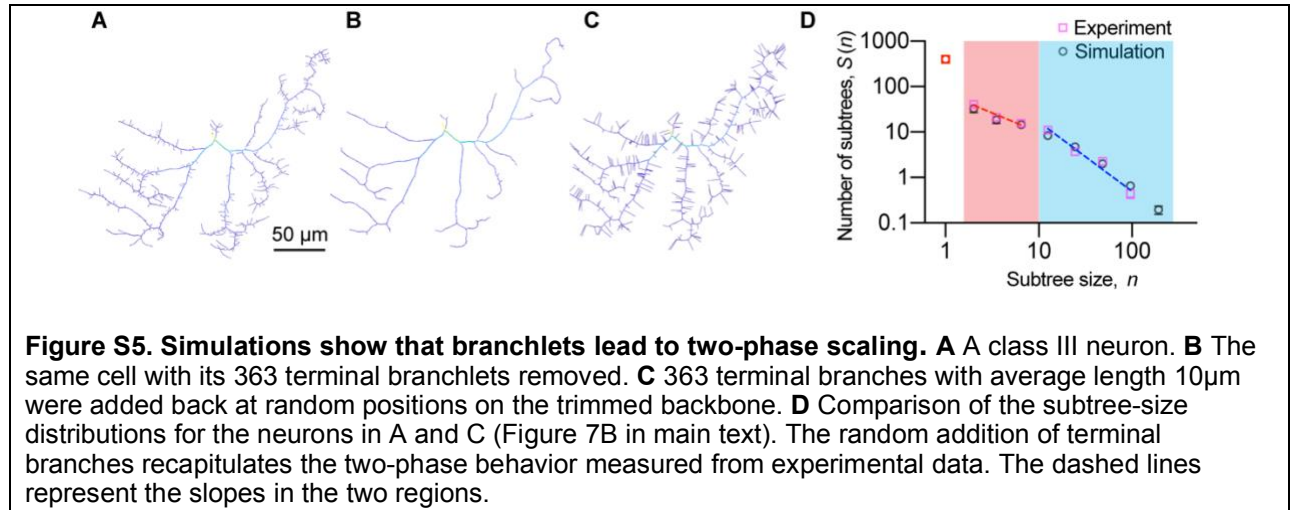 A
B
C
D
50 µm
Number of subtrees, S(n)
1000
100
10
1
0.1
Experiment
Simulation
1
10
100
Subtree size, n
Figure S5. Simulations show that branchlets lead to two-phase scaling. A A class III neuron. B The
same cell with its 363 terminal branchlets removed. C 363 terminal branches with average length 10µm
were added back at random positions on the trimmed backbone. D Comparison of the subtree-size
distributions for the neurons in A and C (Figure 7B in main text). The random addition of terminal
branches recapitulates the two-phase behavior measured from experimental data. The dashed lines
represent the slopes in the two regions.